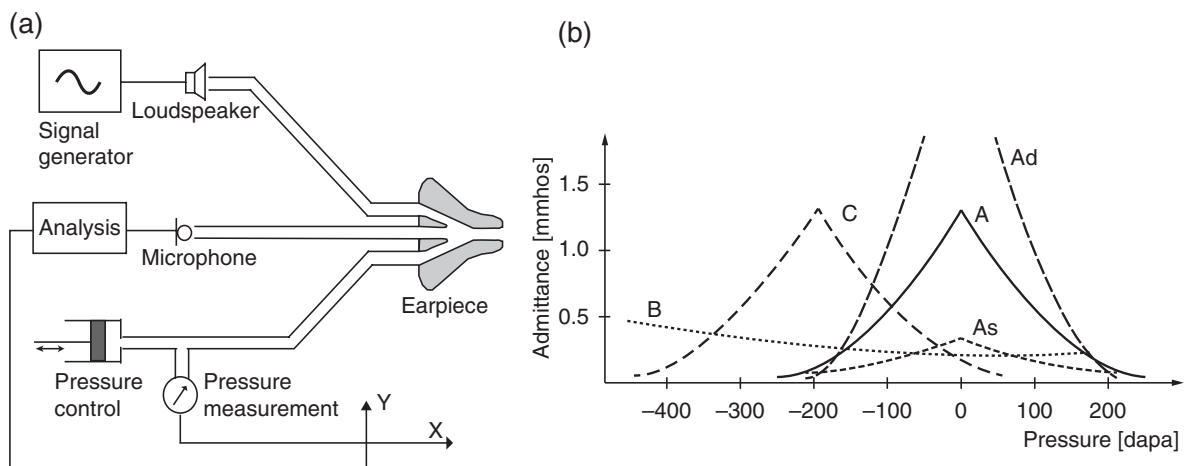 (a)
Signal
generator
Loudspeaker
Analysis
Microphone
Earpiece
Pressure
control
Pressure
measurement
Y
X
(b)
Admittance [mmhos]
1.5
1.0
0.5
Ad
C
A
B
As
−400
−300
−200
−100
0
100
200
Pressure [dapa]